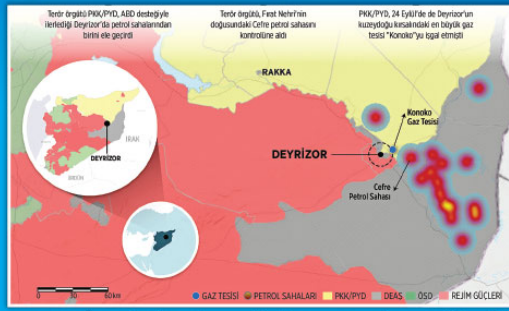 Terör örgütü PKK/PYD, ABD desteğiyle
ilerlediği Deyrizor'da petrol sahalarından
birini ele geçirdi
Terör örgütü, Fırat Nehri'nin
doğusundaki Cefre petrol sahasını
kontrolüne aldı
PKK/PYD, 24 Eylül'de de Deyrizor'un
kuzeydoğu kırsalındaki en büyük gaz
tesisi "Konoko"yu işgal etmişti
RAKKA
Konoko
Gaz Tesisi
IRAK
DEYRİZOR
DEYRİZOR
Cefre
Petrol Sahası
0 30 60 km
GAZ TESİSİ
PETROL SAHALARI
PKK/PYD
DEAŞ
ÖSO
REJİM GÜÇLERİ